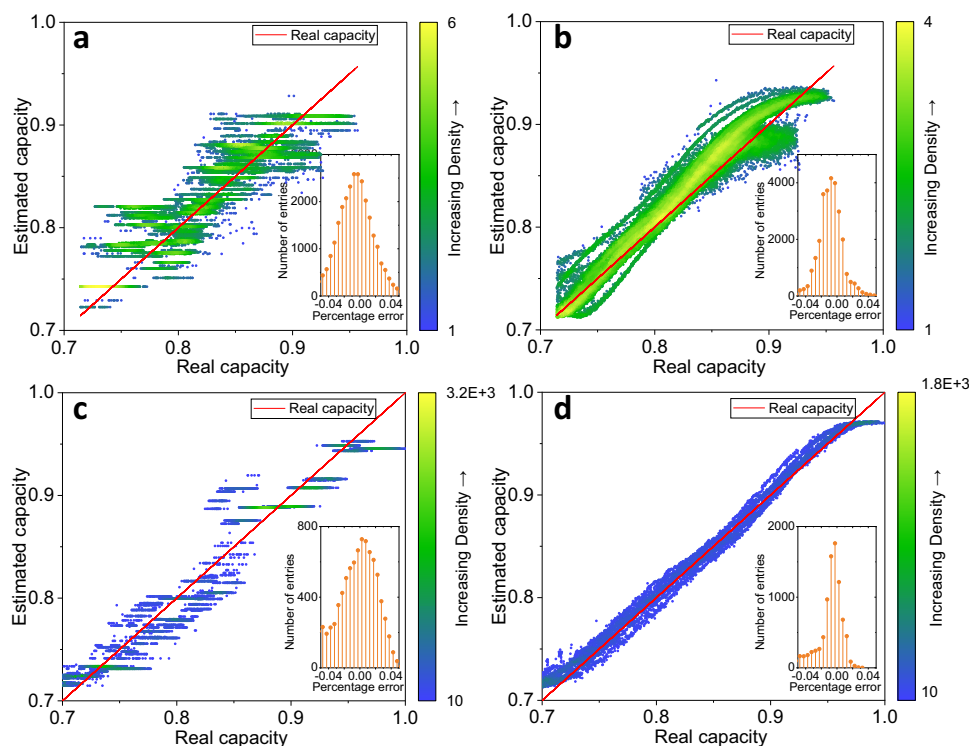 a
Real capacity
1.0
0.9
0.8
0.7
Estimated capacity
0.7
0.8
0.9
1.0
Real capacity
Number of entries
2000
1000
0
-0.04
0.00
0.04
Percentage error
6
Increasing Density →
1
b
Real capacity
1.0
0.9
0.8
0.7
Estimated capacity
0.7
0.8
0.9
1.0
Real capacity
Number of entries
4000
2000
0
-0.04
0.00
0.04
Percentage error
4
Increasing Density →
1
c
Real capacity
1.0
0.9
0.8
0.7
Estimated capacity
0.7
0.8
0.9
1.0
Real capacity
Number of entries
800
400
0
-0.04
0.00
0.04
Percentage error
3.2E+3
Increasing Density →
10
d
Real capacity
1.0
0.9
0.8
0.7
Estimated capacity
0.7
0.8
0.9
1.0
Real capacity
Number of entries
2000
1000
0
-0.04
0.00
0.04
Percentage error
1.8E+3
Increasing Density →
10